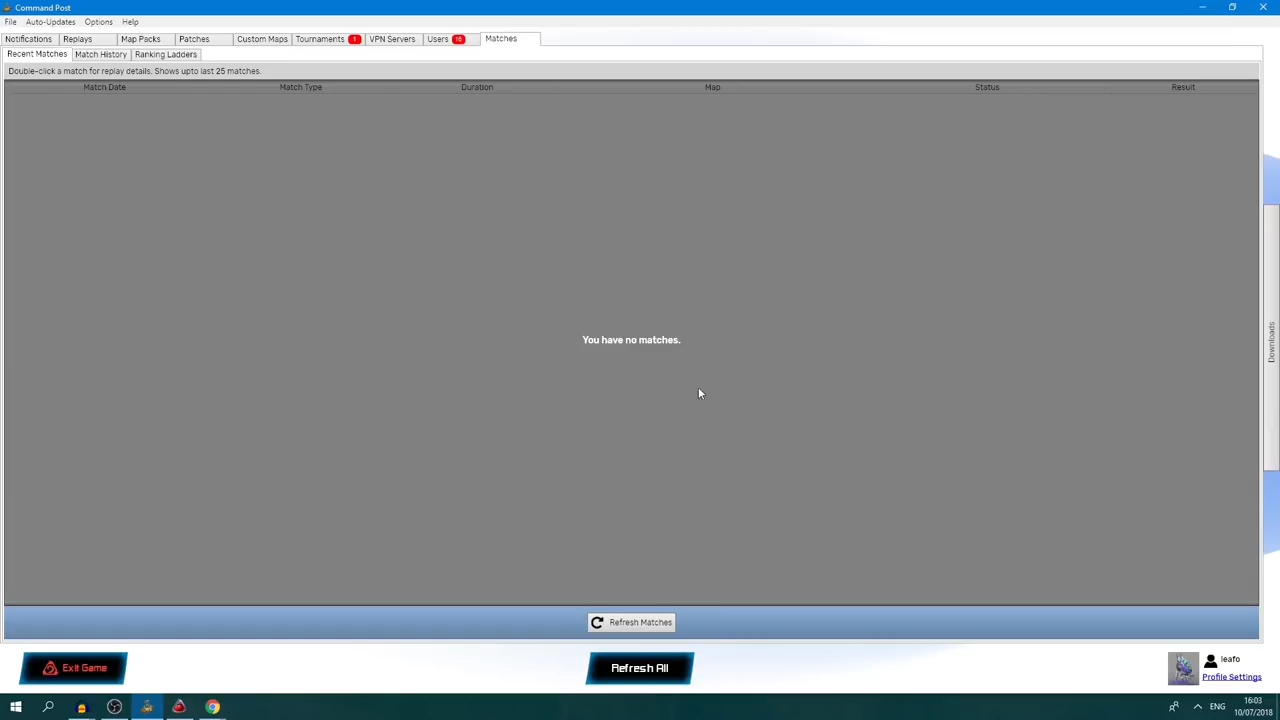 Command Post
File Auto-Updates Options Help
Notifications Replays Map Packs Patches Custom Maps Tournaments 1 VPN Servers Users 16 Matches
Recent Matches Match History Ranking Ladders
Double-click a match for replay details. Shows upto last 25 matches.
Match Date Match Type Duration Map Status Result
You have no matches.
Downloads
Refresh Matches
Exit Game Refresh All leafo
Profile Settings
ENG 16:03
10/07/2018